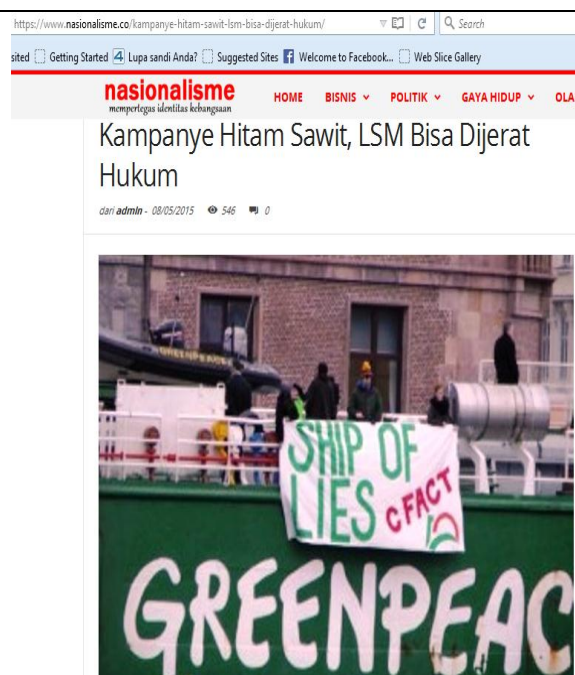 https://www.nasionalisme.co/kampanye-hitam-sawit-lsm-bisa-dijerat-hukum/
Search
sited Getting Started Lupa sandi Anda? Suggested Sites Welcome to Facebook... Web Slice Gallery
nasionalisme
mempertegas identitas kebangsaan
HOME BISNIS POLITIK GAYA HIDUP OLA
Kampanye Hitam Sawit, LSM Bisa Dijerat
Hukum
dari admin - 08/05/2015 546 0
GREENPEACE
SHIP OF
LIES CFACT
GREENPEAC